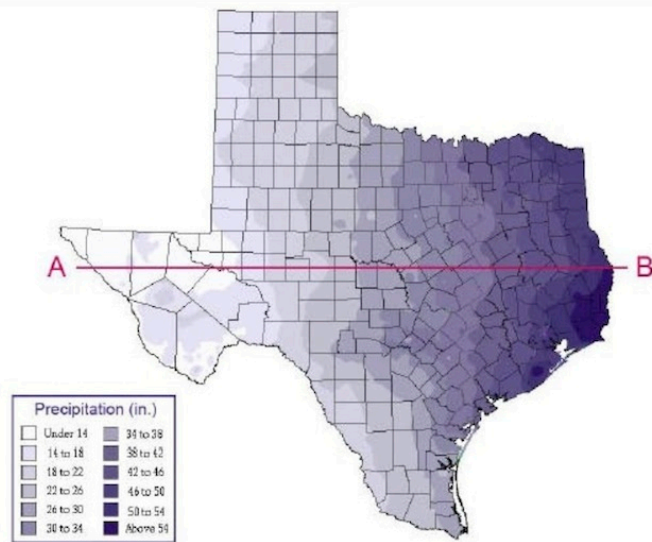 A
B
Precipitation (in.)
Under 14
14 to 18
18 to 22
22 to 26
26 to 30
30 to 34
34 to 38
38 to 42
42 to 46
46 to 50
50 to 54
Above 54